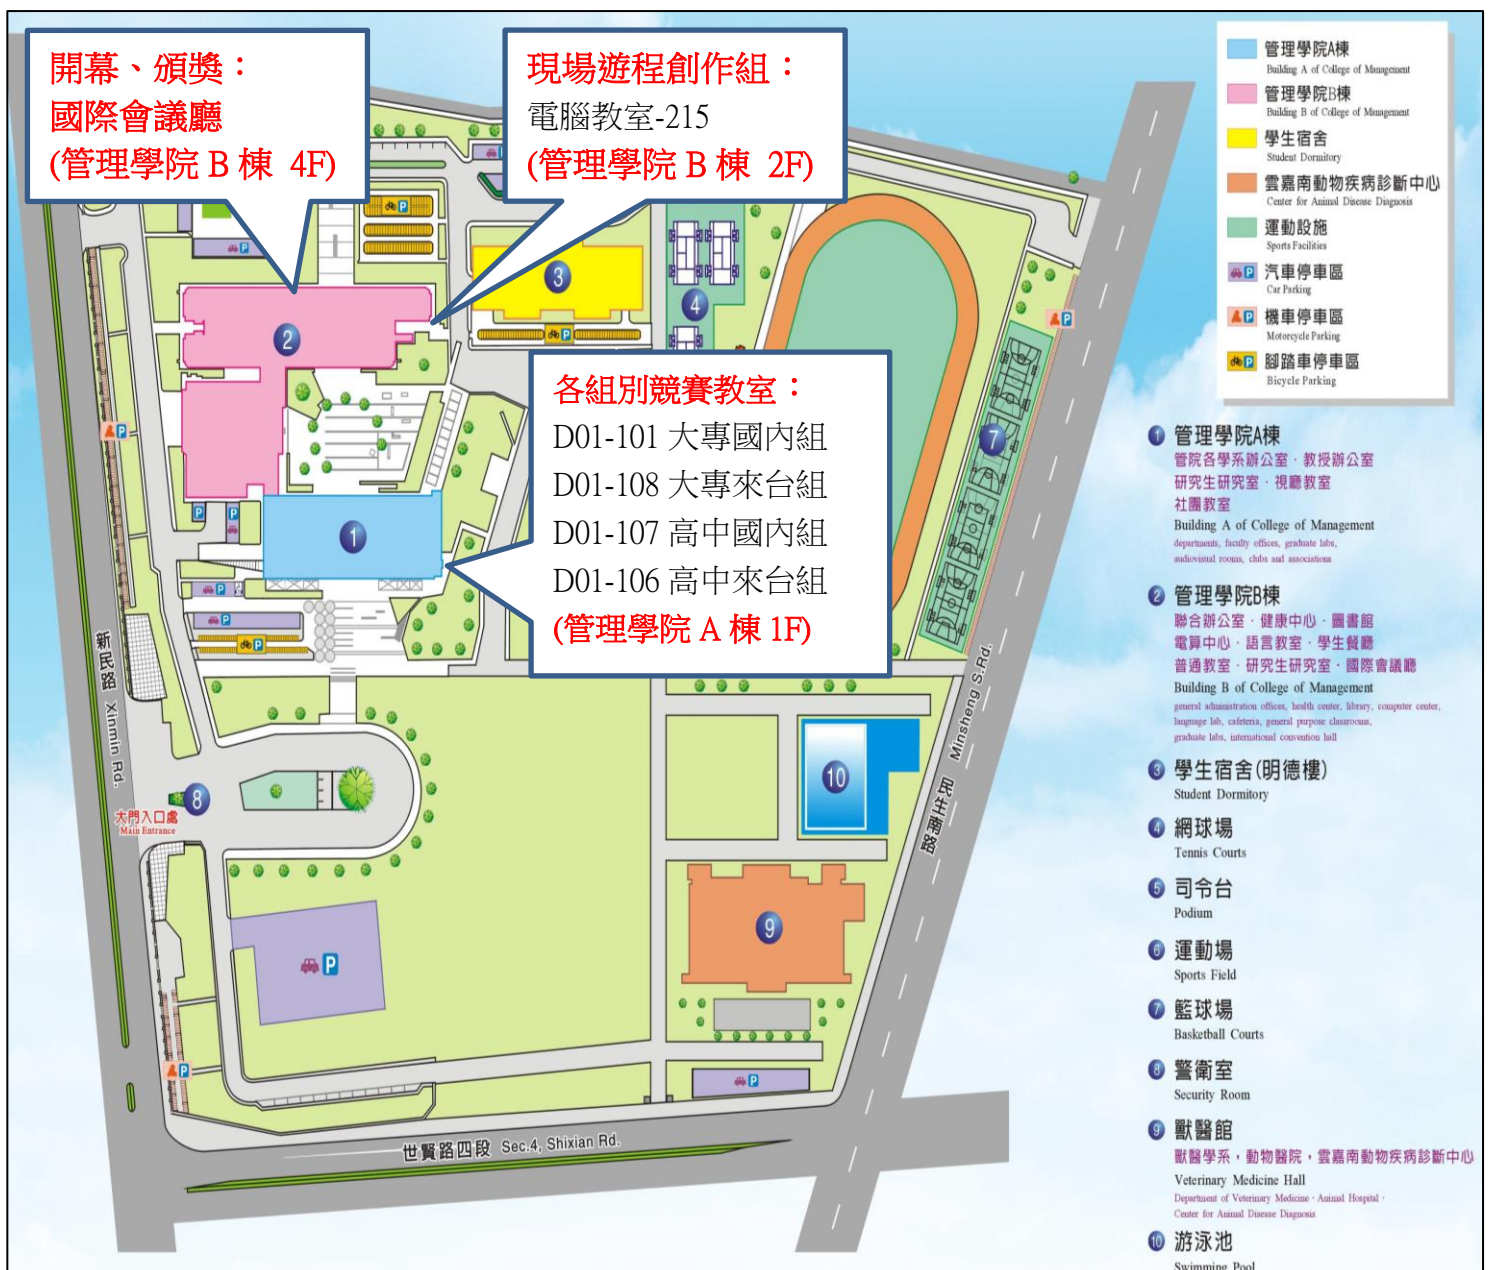 開幕、頒獎：
國際會議廳
(管理學院 B 棟 4F)
現場遊程創作組：
電腦教室-215
(管理學院 B 棟 2F)
各組別競賽教室：
D01-101 大專國內組
D01-108 大專來台組
D01-107 高中國內組
D01-106 高中來台組
(管理學院 A 棟 1F)
管理學院A棟
Building A of College of Management
管理學院B棟
Building B of College of Management
學生宿舍
Student Dormitory
雲嘉南動物疾病診斷中心
Center for Animal Disease Diagnosis
運動設施
Sports Facilities
P 汽車停車區
Car Parking
P 機車停車區
Motorcycle Parking
P 腳踏車停車區
Bicycle Parking
1 管理學院A棟
管院各學系辦公室．教授辦公室
研究生研究室．視聽教室
社團教室
Building A of College of Management
departments, faculty offices, graduate labs,
audiovisual rooms, clubs and associations
2 管理學院B棟
聯合辦公室．健康中心．圖書館
電算中心．語言教室．學生餐廳
普通教室．研究生研究室．國際會議廳
Building B of College of Management
general administration offices, health center, library, computer center,
language lab, cafeteria, general purpose classrooms,
graduate labs, international convention hall
3 學生宿舍(明德樓)
Student Dormitory
4 網球場
Tennis Courts
5 司令台
Podium
6 運動場
Sports Field
7 籃球場
Basketball Courts
8 警衛室
Security Room
9 獸醫館
獸醫學系，動物醫院，雲嘉南動物疾病診斷中心
Veterinary Medicine Hall
Department of Veterinary Medicine．Animal Hospital．
Center for Animal Disease Diagnosis
10 游泳池
Swimming Pool
P
P
P
3
4
2
P
P
P
7
1
P
P
P
P
P
新民路 Xinmin Rd.
民生南路 Minsheng S.Rd.
8
大門入口處
Main Entrance
10
9
P
P
P
世賢路四段 Sec.4, Shixian Rd.